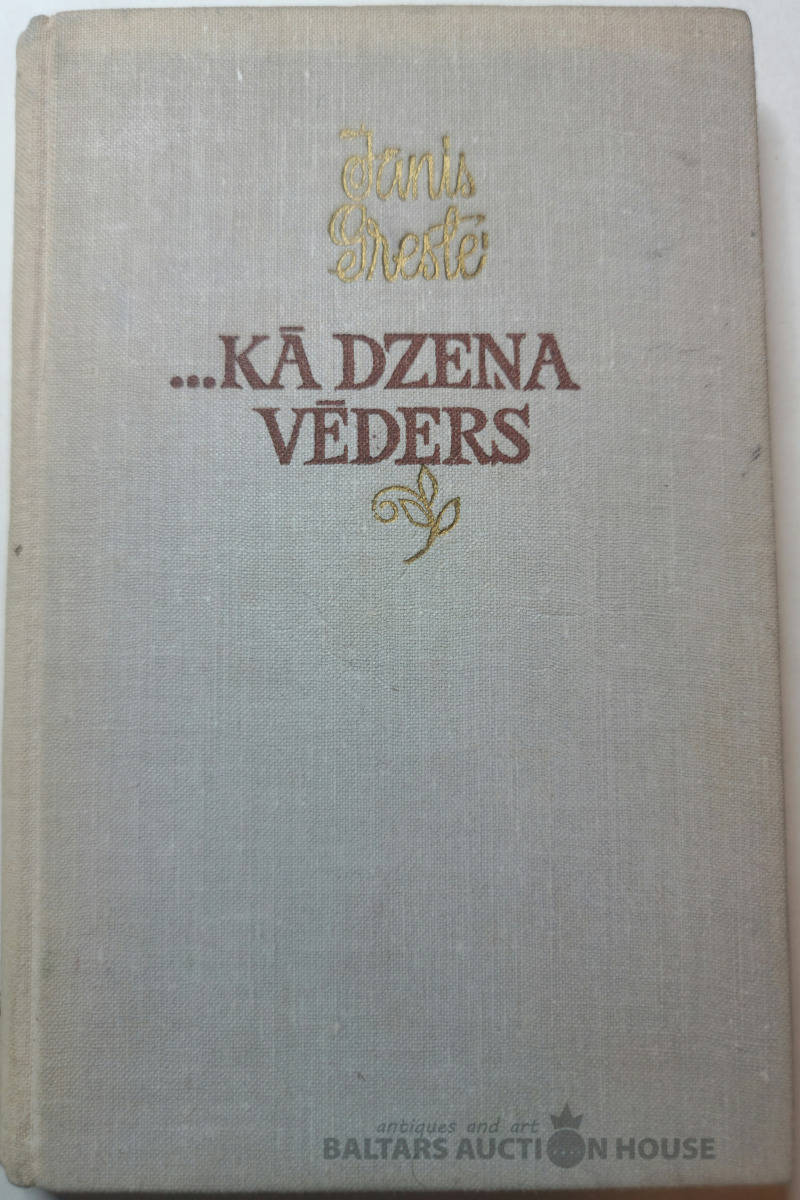 Jānis
Grestē
...KĀ DZEŅA
VĒDERS
antiques and art
BALTARS AUCTION HOUSE